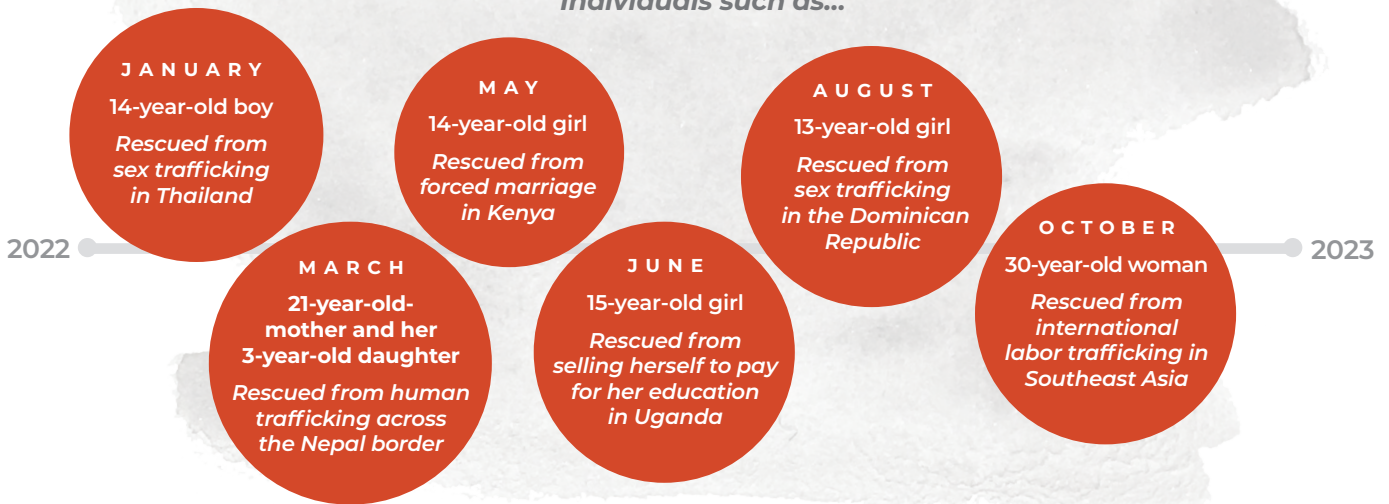 individuals such as...
JANUARY
14-year-old boy
Rescued from
sex trafficking
in Thailand
MARCH
21-year-old-
mother and her
3-year-old daughter
Rescued from human
trafficking across
the Nepal border
MAY
14-year-old girl
Rescued from
forced marriage
in Kenya
JUNE
15-year-old girl
Rescued from
selling herself to pay
for her education
in Uganda
AUGUST
13-year-old girl
Rescued from
sex trafficking
in the Dominican
Republic
OCTOBER
30-year-old woman
Rescued from
international
labor trafficking in
Southeast Asia
2022
2023